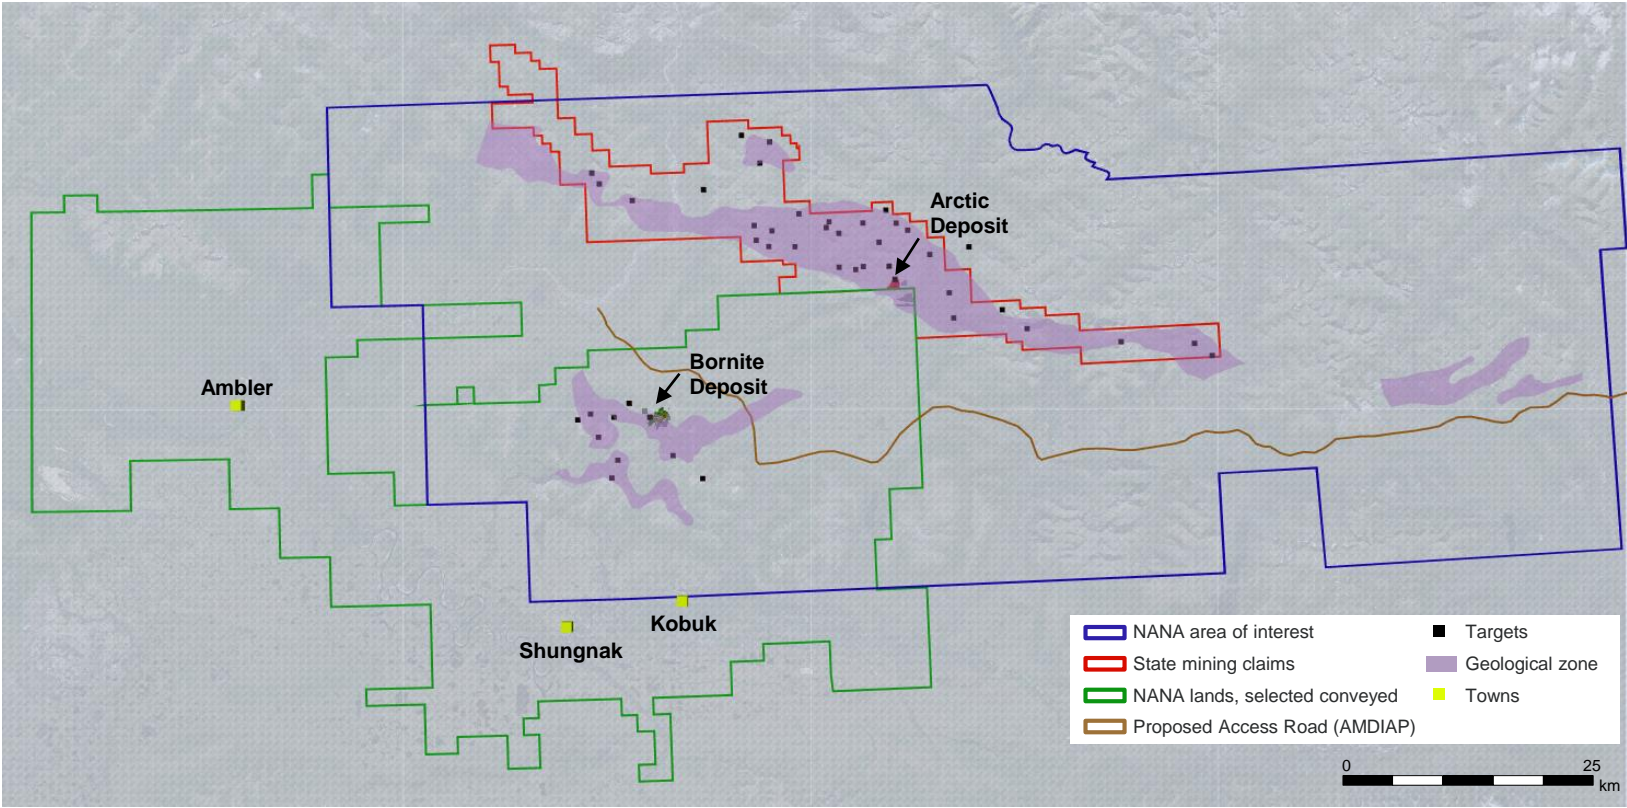 Arctic
Deposit
Bornite
Deposit
Ambler
Kobuk
Shungnak
NANA area of interest
State mining claims
NANA lands, selected conveyed
Proposed Access Road (AMDIAP)
Targets
Geological zone
Towns
0 25
km